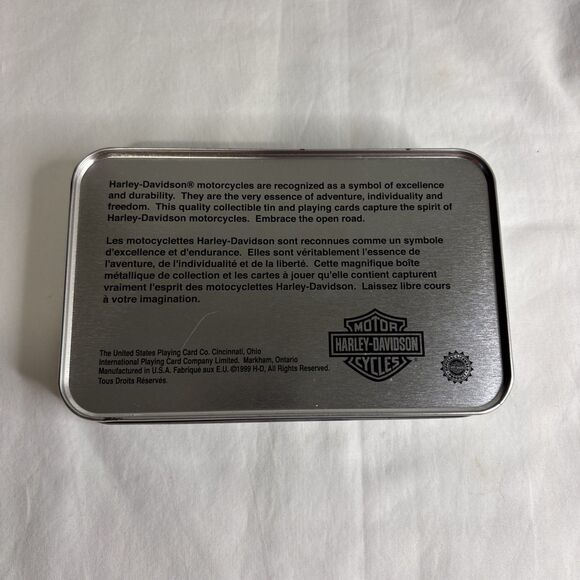 Harley-Davidson® motorcycles are recognized as a symbol of excellence
and durability. They are the very essence of adventure, individuality and
freedom. This quality collectible tin and playing cards capture the spirit of
Harley-Davidson motorcycles. Embrace the open road.
Les motocyclettes Harley-Davidson sont reconnues comme un symbole
d'excellence et d'endurance. Elles sont véritablement l'essence de
l'aventure, de l'individualité et de la liberté. Cette magnifique boîte
métallique de collection et les cartes à jouer qu'elle contient capturent
vraiment l'esprit des motocyclettes Harley-Davidson. Laissez libre cours
à votre imagination.
The United States Playing Card Co. Cincinnati, Ohio
International Playing Card Company Limited. Markham, Ontario
Manufactured in U.S.A. Fabriqué aux E.U. ©1999 H-D, All Rights Reserved.
Tous Droits Réservés.
MOTOR
HARLEY-DAVIDSON
CYCLES